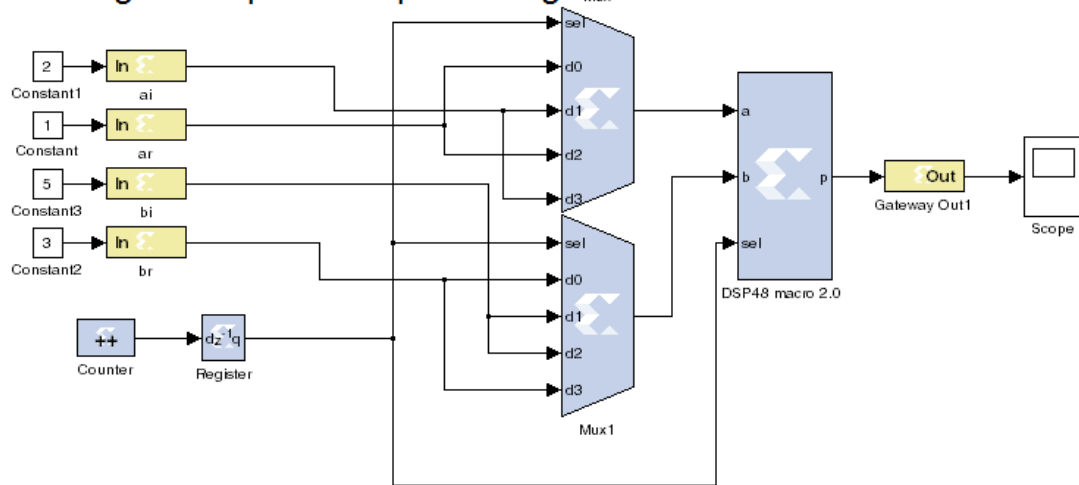 sel
2
In
d0
Constant1
ai
d1
1
In
a
Constant
ar
d2
5
In
b
p
Out
Constant3
bi
d3
Gateway Out1
Scope
3
In
sel
sel
Constant2
br
d0
DSP48 macro 2.0
d1
++
dz-1q
d2
Counter
Register
d3
Mux1